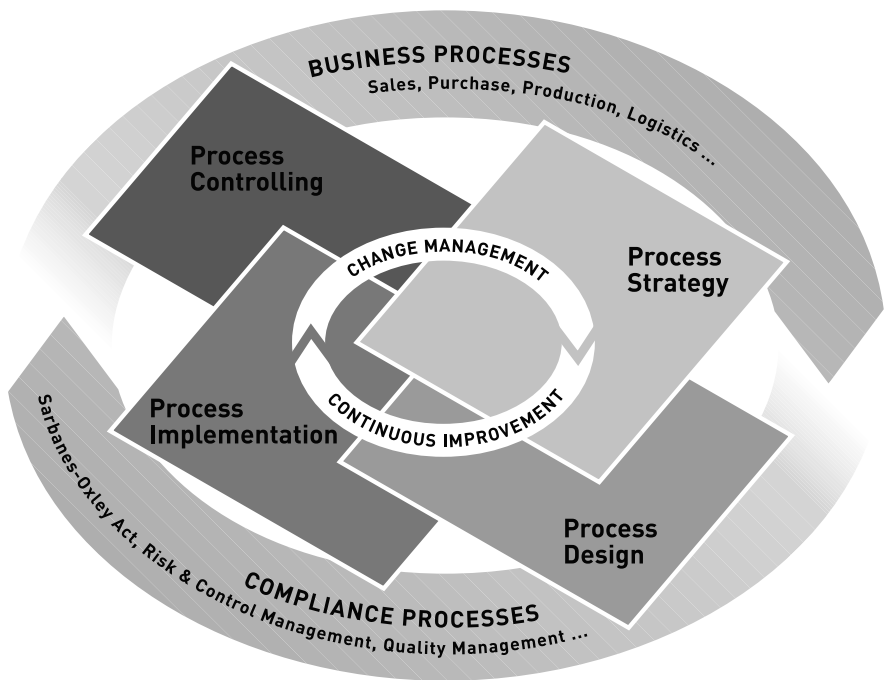 BUSINESS PROCESSES
Sales, Purchase, Production, Logistics ...
Process
Controlling
Process
Strategy
CHANGE MANAGEMENT
CONTINUOUS IMPROVEMENT
Process
Implementation
Process
Design
COMPLIANCE PROCESSES
Sarbanes-Oxley Act, Risk & Control Management, Quality Management ...